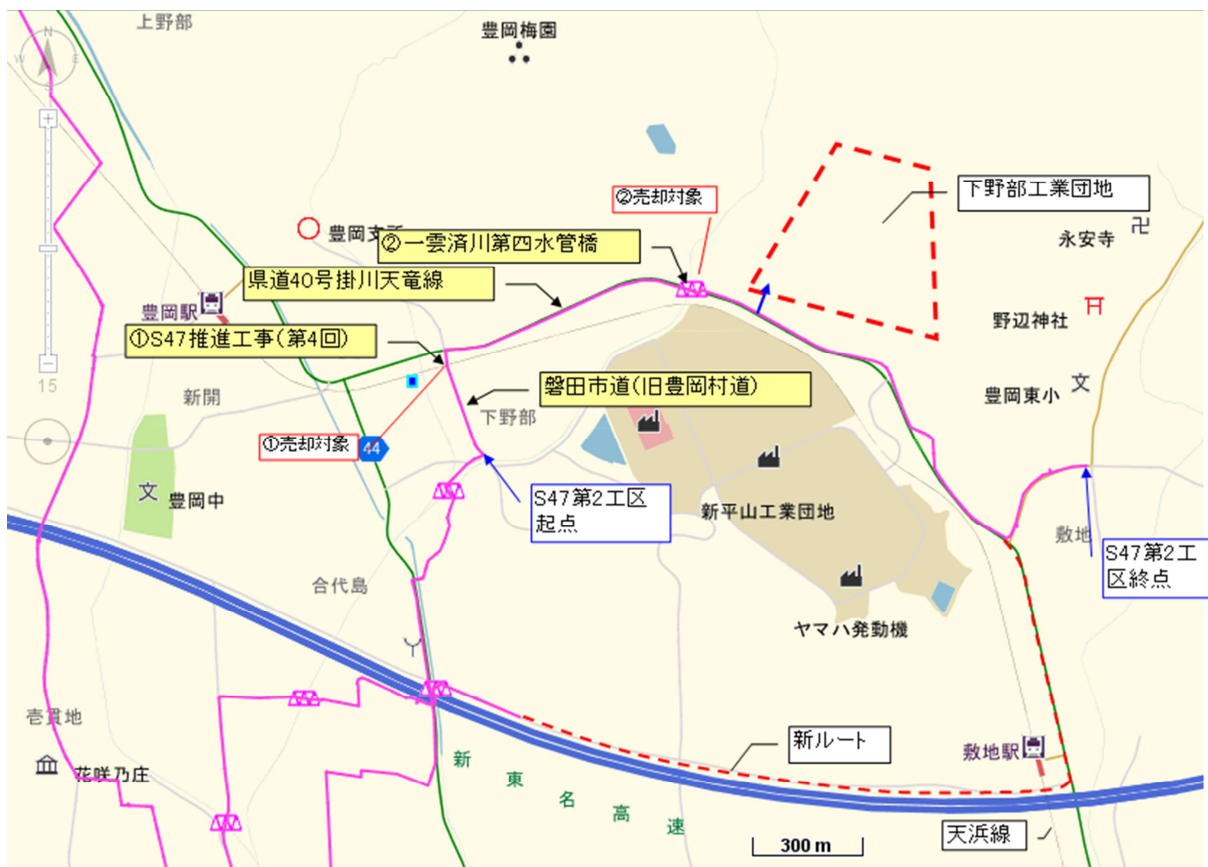 上野部
豊岡梅園
N
W
E
S
②売却対象
下野部工業団地
永安寺
豊岡支所
②一雲済川第四水管橋
県道40号掛川天竜線
豊岡駅
野辺神社
①S47推進工事(第4回)
15
磐田市道(旧豊岡村道)
豊岡東小
文
新開
下野部
①売却対象
44
文
豊岡中
S47第2工区
起点
新平山工業団地
敷地
S47第2工
区終点
合代島
ヤマハ発動機
壱貫地
新ルート
敷地駅
花咲乃庄
新東名高速
天浜線
300 m